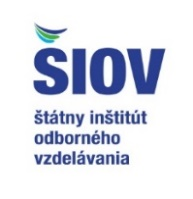 ŠIOV
štátny inštitút
odborného
vzdelávania